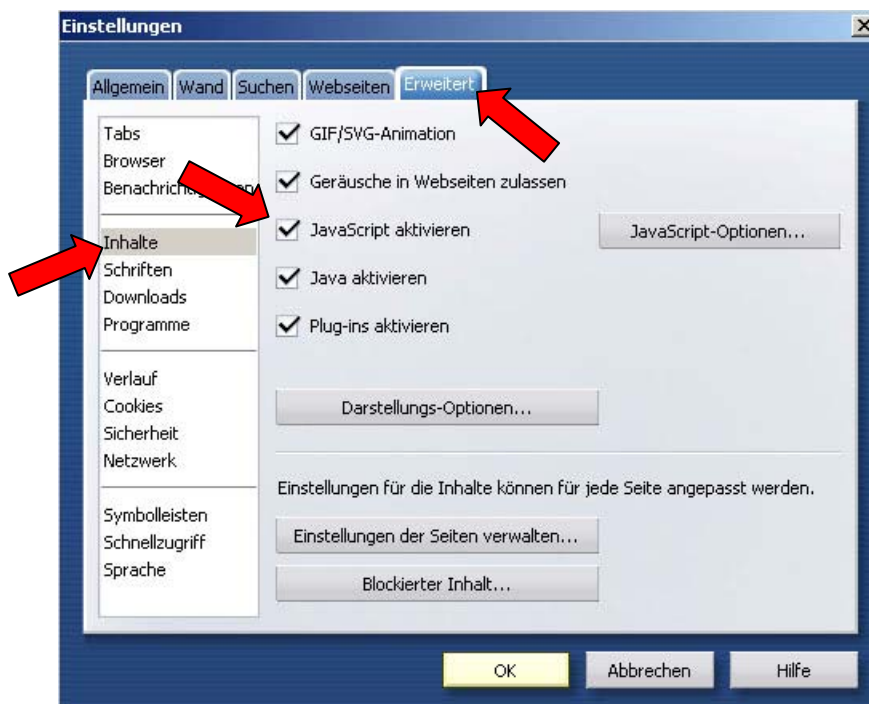 Einstellungen
Allgemein Wand Suchen Webseiten Erweitert
Tabs
Browser
Inhalte
Schriften
Downloads
Programme
Verlauf
Cookies
Sicherheit
Netzwerk
Symbolleisten
Schnellzugriff
Sprache
GIF/SVG-Animation
Geräusche in Webseiten zulassen
JavaScript aktivieren JavaScript-Optionen...
Java aktivieren
Plug-ins aktivieren
Darstellungs-Optionen...
Einstellungen für die Inhalte können für jede Seite angepasst werden.
Einstellungen der Seiten verwalten...
Blockierter Inhalt...
OK Abbrechen Hilfe